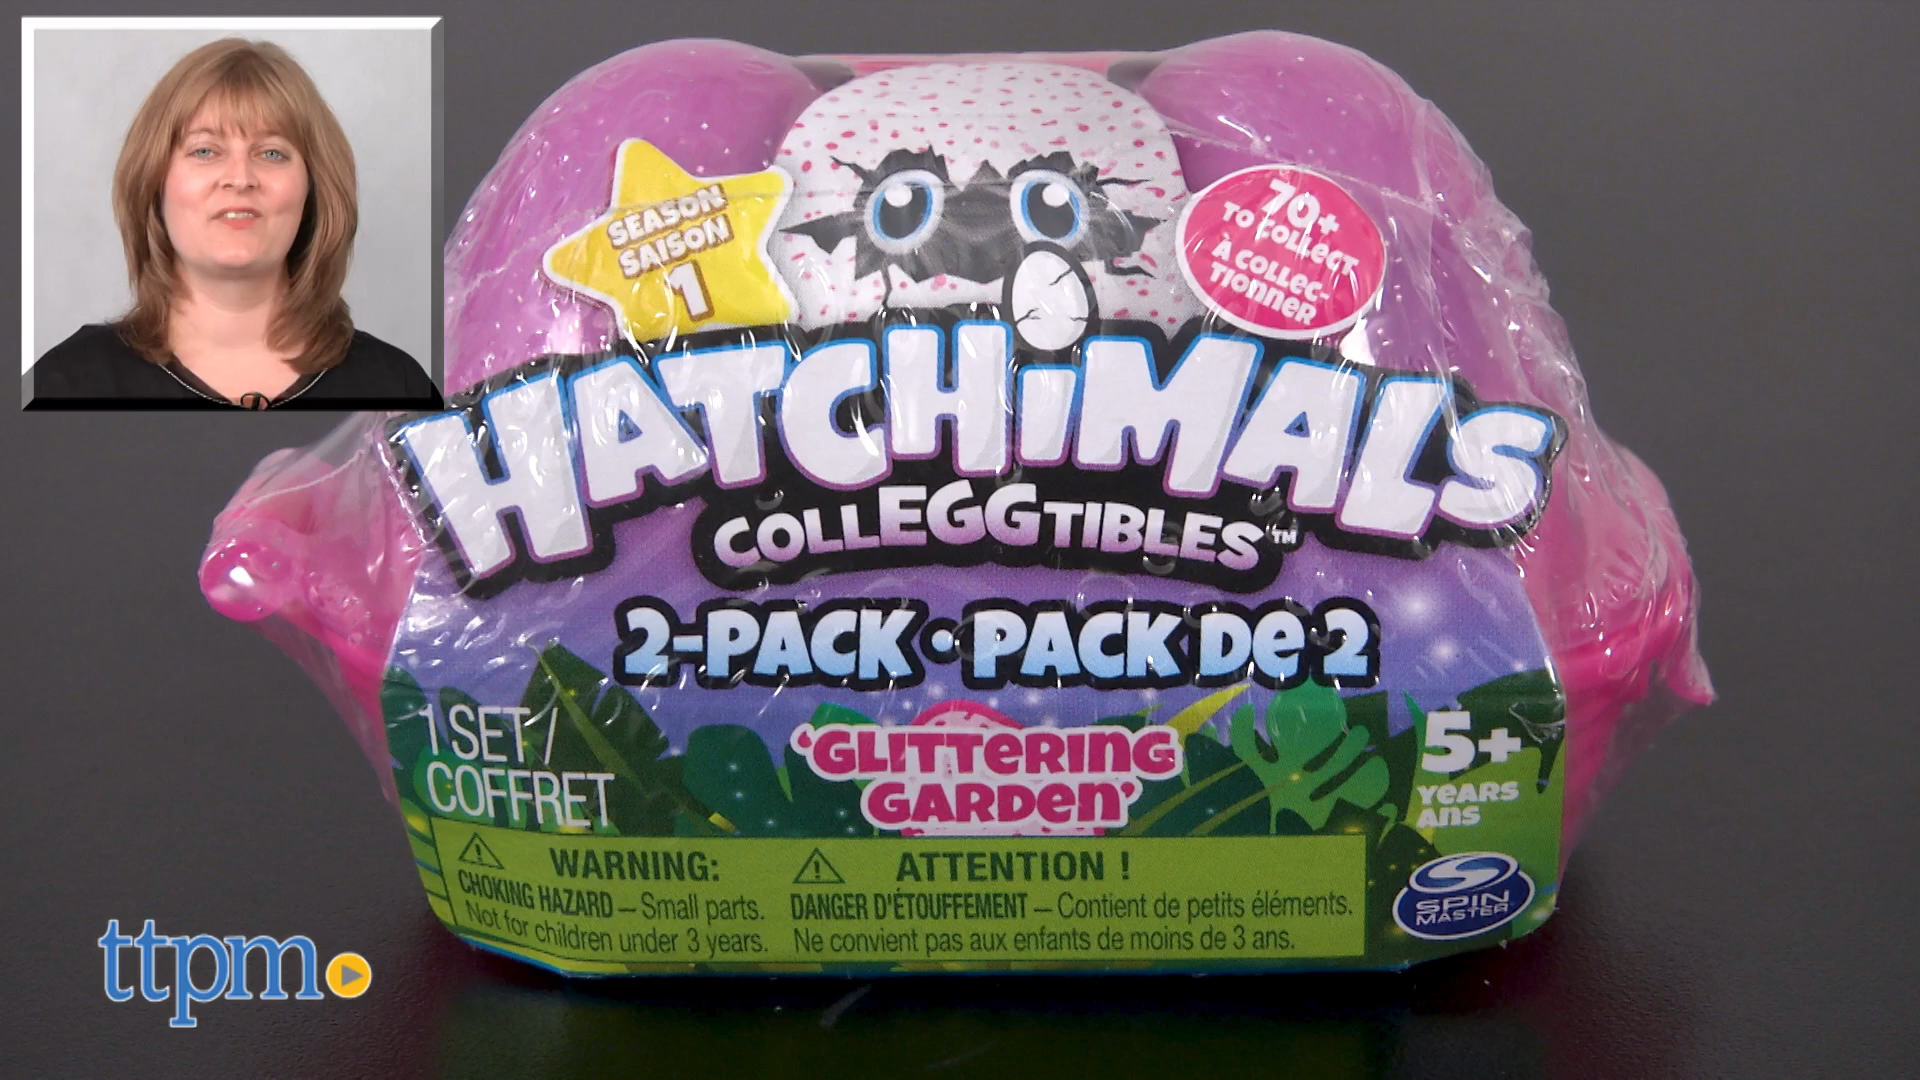 SEASON
SAISON
1
70+
TO COLLECT
À COLLEC-
TIONNER
HATCHiMALS
COLLEGGTIBLES™
2-PACK • PACK De 2
1 SET /
COFFRET
'GLITTERING
GARDEN'
5+
YEARS
ANS
WARNING:
CHOKING HAZARD – Small parts.
Not for children under 3 years.
ATTENTION !
DANGER D'ÉTOUFFEMENT – Contient de petits éléments.
Ne convient pas aux enfants de moins de 3 ans.
SPIN
MASTER
ttpm